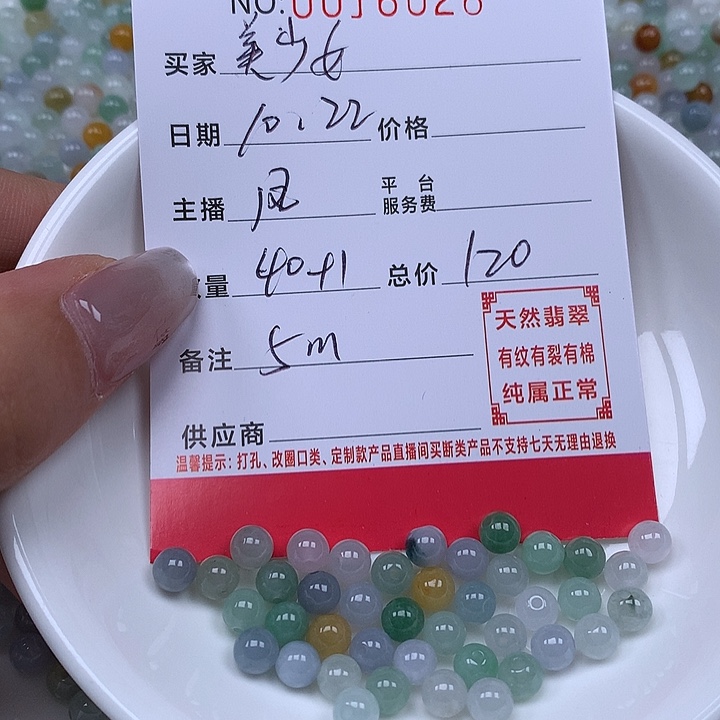 NO.0016026
买家 美少女
日期 10.22 价格
主播 凤 平台服务费
量 40+1 总价 120
备注 5m
天然翡翠
有纹有裂有棉
纯属正常
供应商
温馨提示：打孔、改圈口类、定制款产品直播间买断类产品不支持七天无理由退换